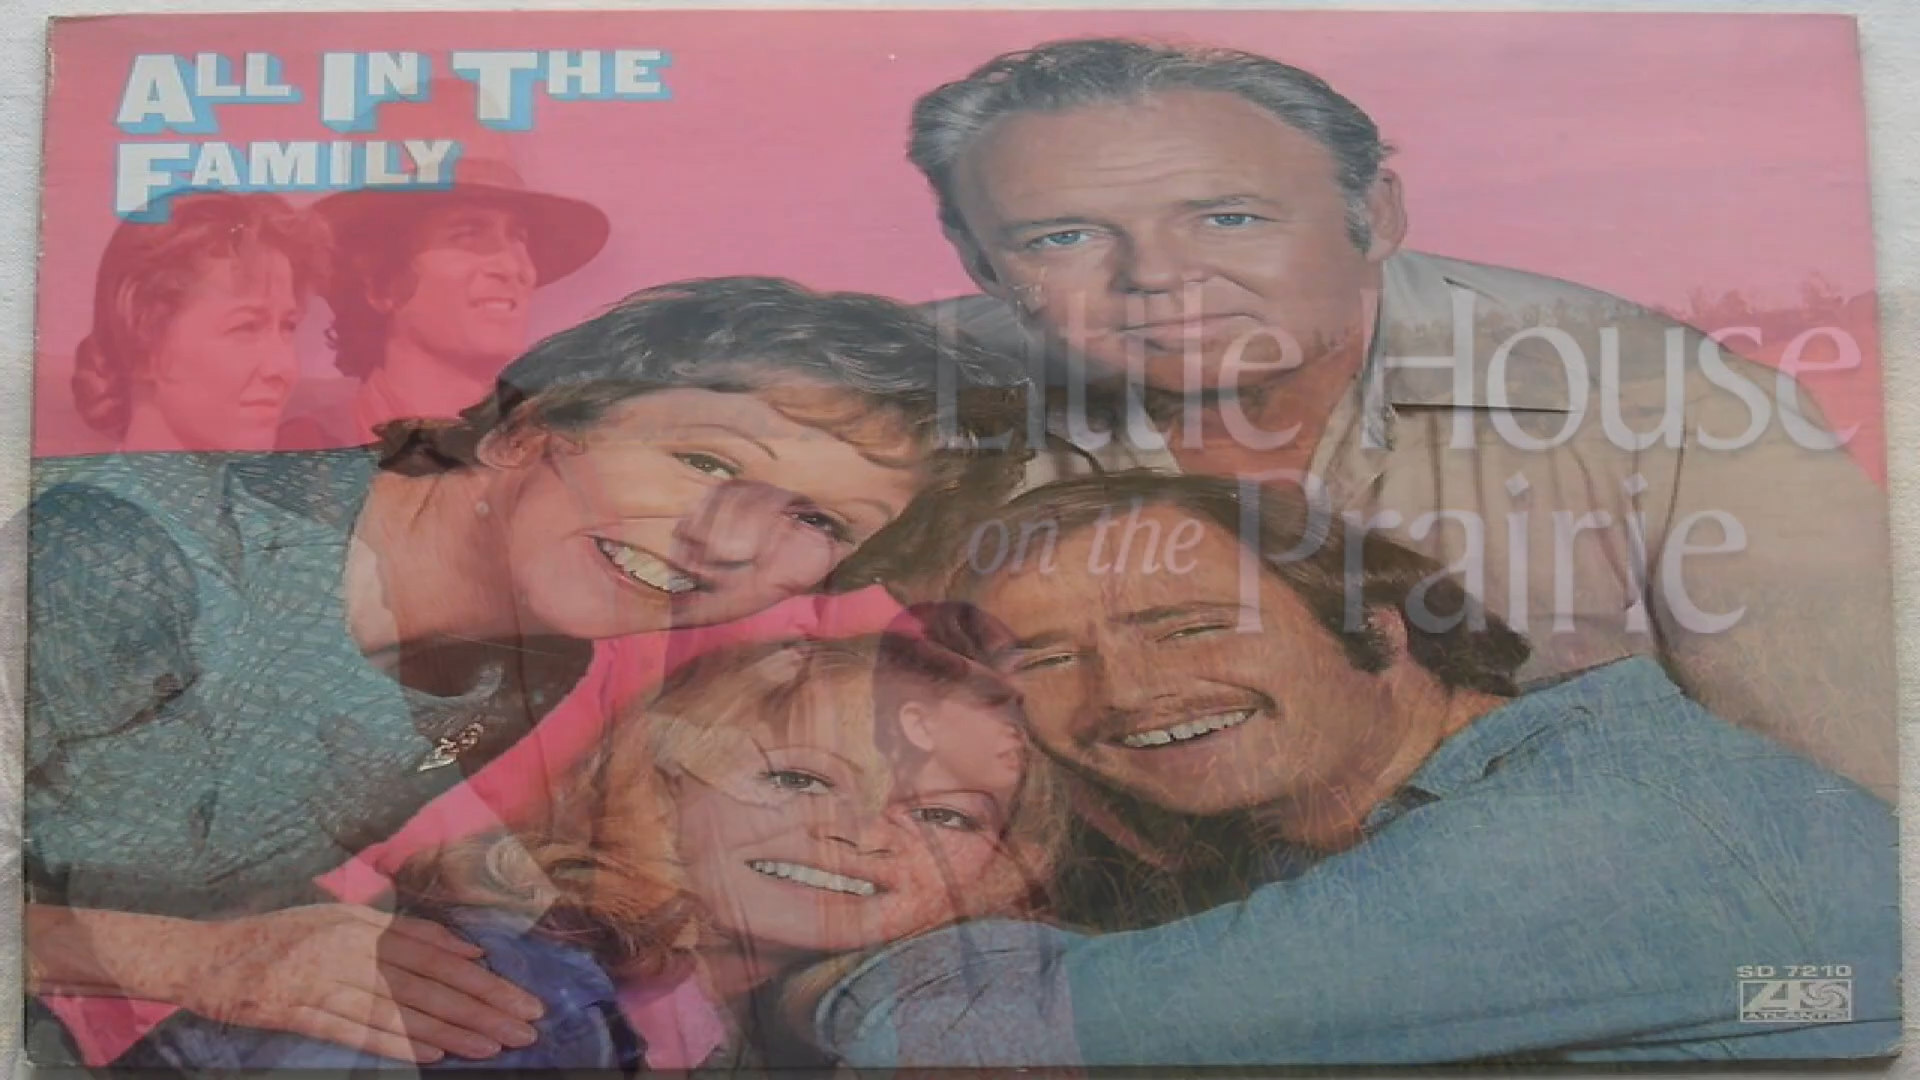 ALL IN THE
FAMILY
Little House
on the Prairie
SD 7210
ATLANTIC